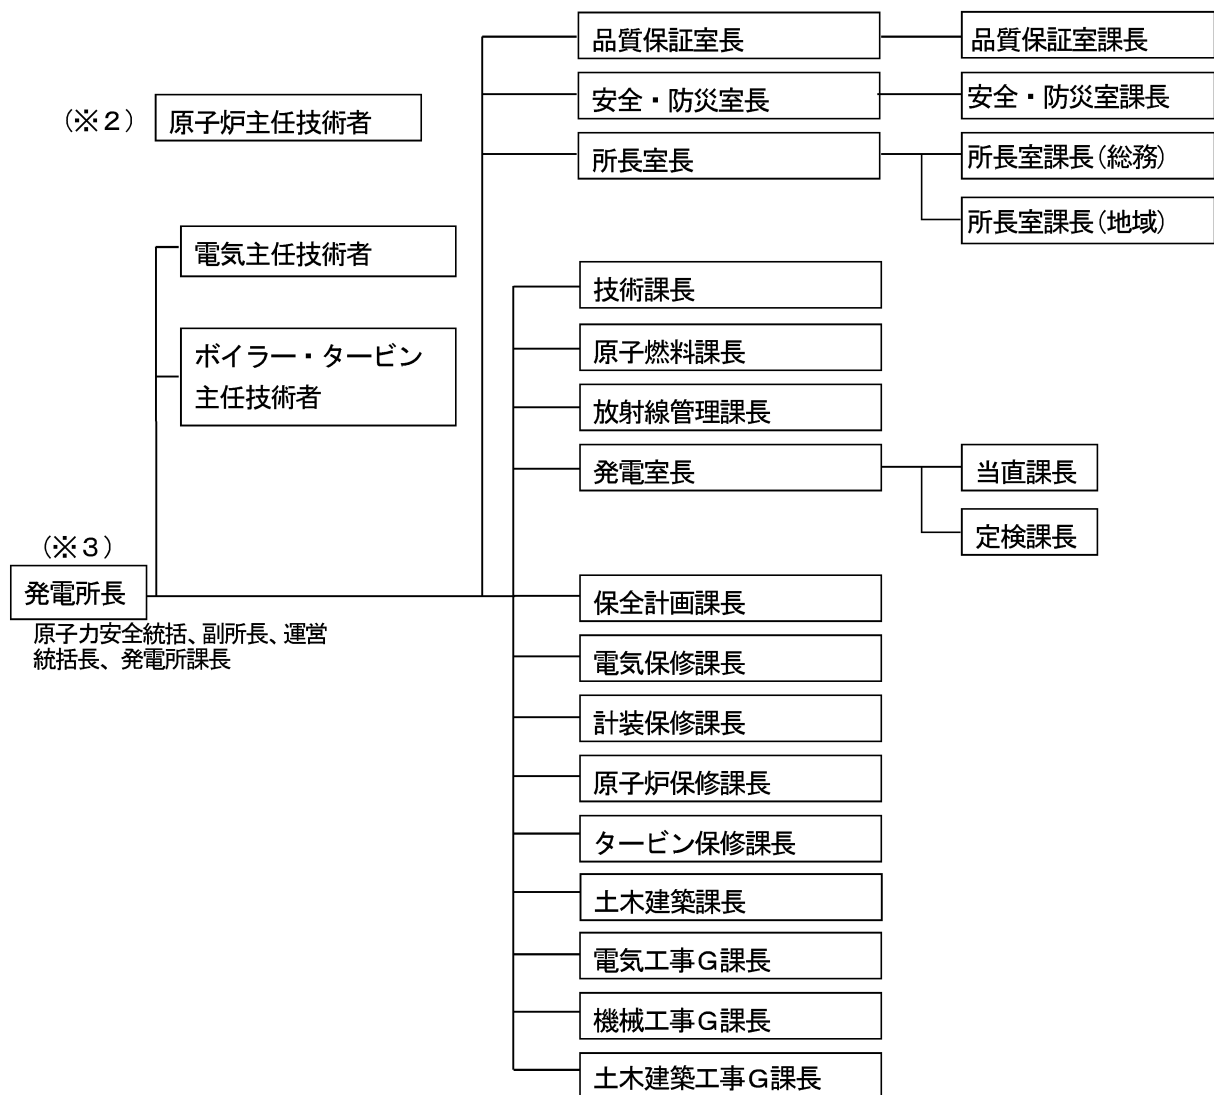 品質保証室長
品質保証室課長
安全・防災室長
安全・防災室課長
(※２)
原子炉主任技術者
所長室長
所長室課長(総務)
所長室課長(地域)
電気主任技術者
技術課長
ボイラー・タービン
主任技術者
原子燃料課長
放射線管理課長
発電室長
当直課長
定検課長
(※３)
発電所長
原子力安全統括、副所長、運営
統括長、発電所課長
保全計画課長
電気保修課長
計装保修課長
原子炉保修課長
タービン保修課長
土木建築課長
電気工事Ｇ課長
機械工事Ｇ課長
土木建築工事Ｇ課長